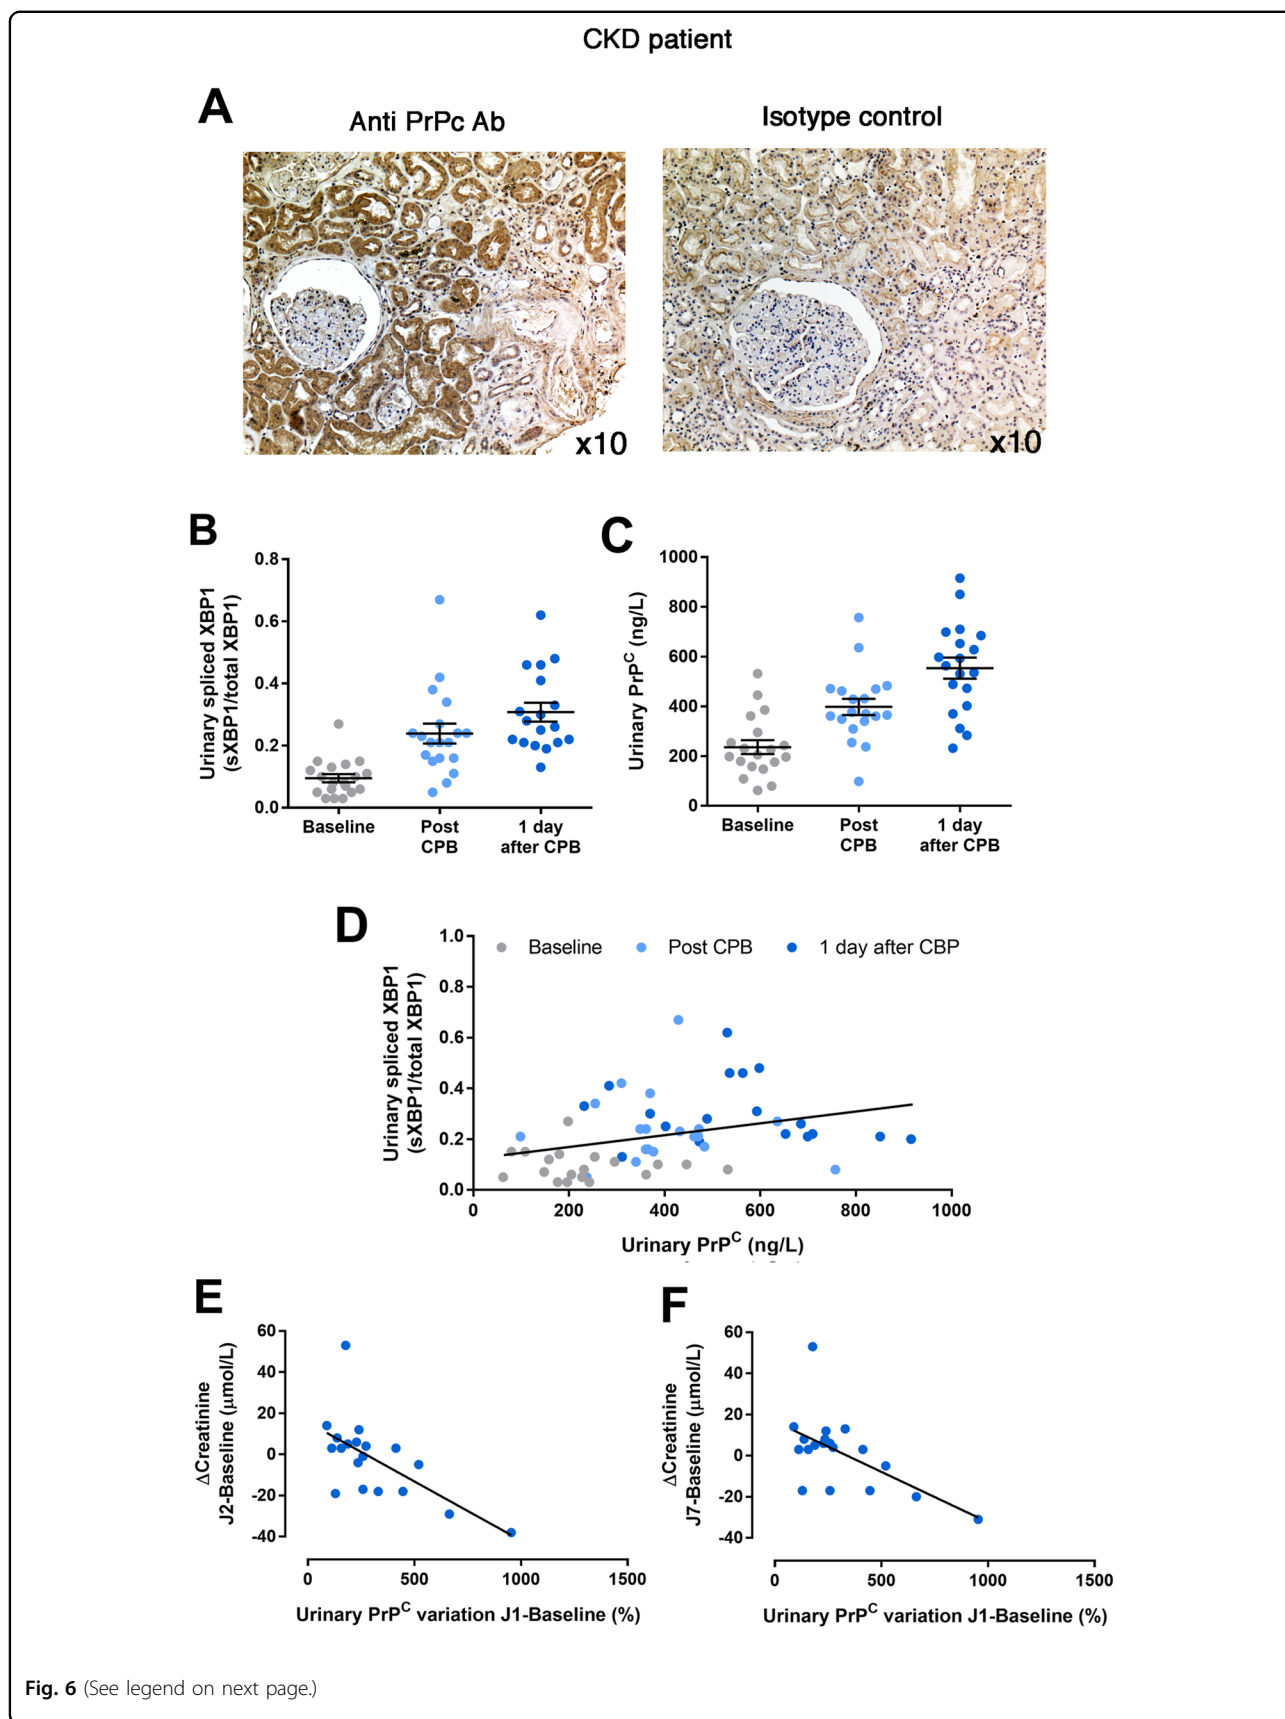 CKD patient
A
Anti PrPc Ab
Isotype control
x10
x10
B
Urinary spliced XBP1
(sXBP1/total XBP1)
0.8
0.6
0.4
0.2
0.0
Baseline
Post
CPB
1 day
after CPB
C
Urinary PrP^C (ng/L)
1000
800
600
400
200
0
Baseline
Post
CPB
1 day
after CPB
D
Urinary spliced XBP1
(sXBP1/total XBP1)
1.0
0.8
0.6
0.4
0.2
0.0
Baseline
Post CPB
1 day after CBP
0 200 400 600 800 1000
Urinary PrP^C (ng/L)
E
ΔCreatinine
J2-Baseline (µmol/L)
60
40
20
0
-20
-40
0 500 1000 1500
Urinary PrP^C variation J1-Baseline (%)
F
ΔCreatinine
J7-Baseline (µmol/L)
60
40
20
0
-20
-40
0 500 1000 1500
Urinary PrP^C variation J1-Baseline (%)
Fig. 6 (See legend on next page.)